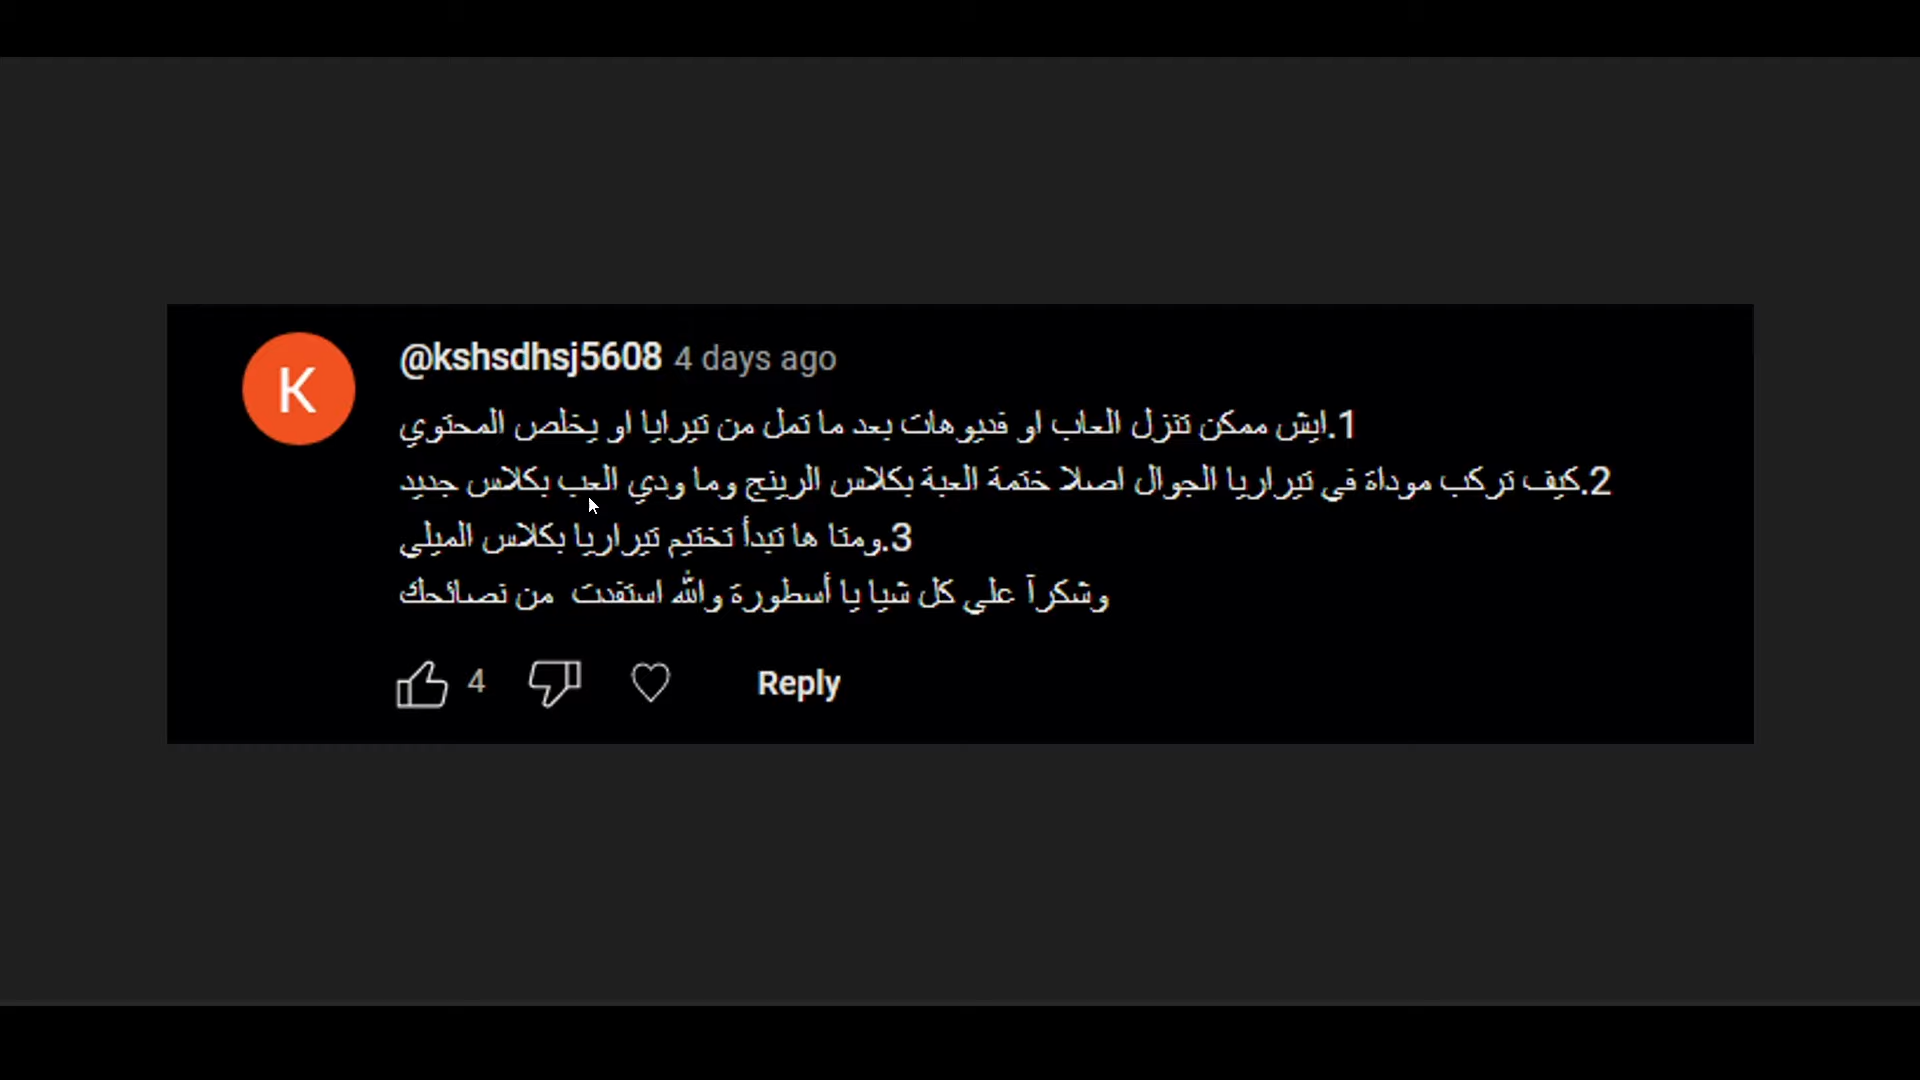 K
@kshsdhsj5608 4 days ago
1.ايش ممكن تنزل العاب او فديوهات بعد ما تمل من تيرايا او يخلص المحتوي
2.كيف تركب موداة في تيراريا الجوال اصلا ختمة العبة بكلاس الرينج وما ودي العب بكلاس جديد
3.ومتا ها تبدأ تختيم تيراريا بكلاس الميلي
وشكرآ علي كل شيا يا أسطورة والله استفدت من نصائحك
4 Reply